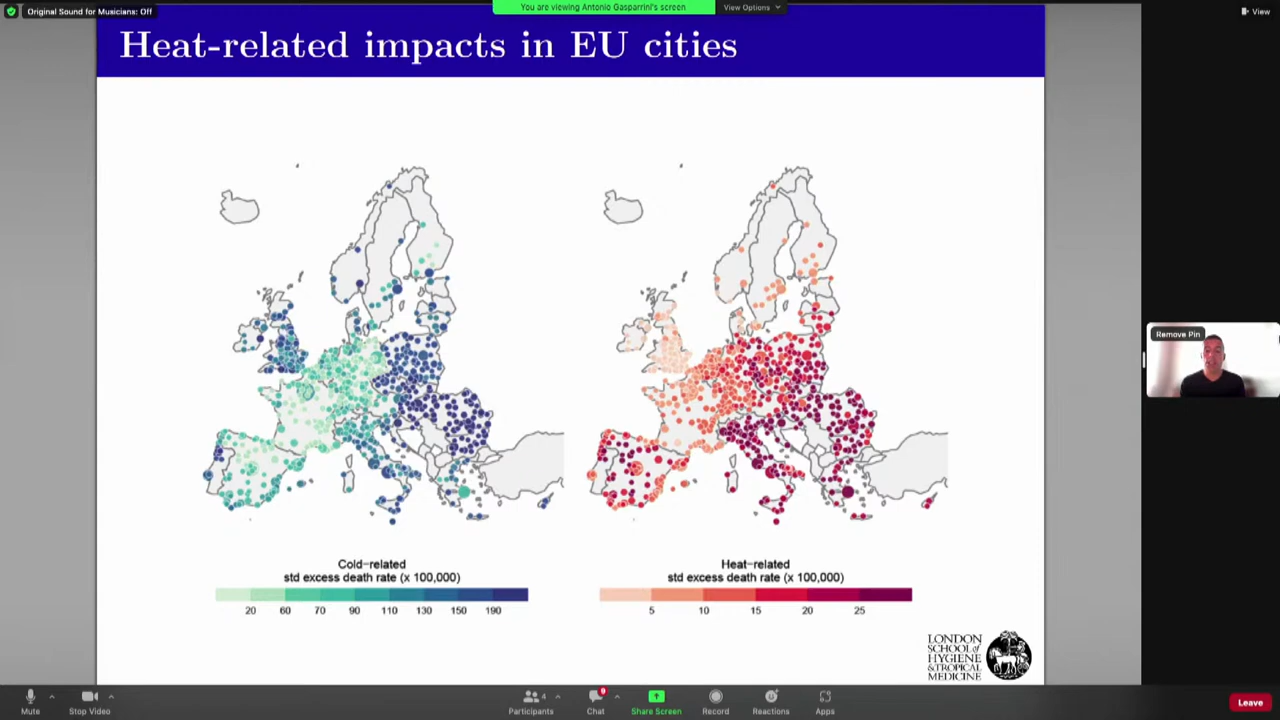 Original Sound for Musicians: Off
You are viewing Antonio Gasparrini's screen
View Options
View
Heat-related impacts in EU cities
Remove Pin
Cold-related
std excess death rate (x 100,000)
20 60 70 90 110 130 150 190
Heat-related
std excess death rate (x 100,000)
5 10 15 20 25
LONDON
SCHOOL of
HYGIENE
& TROPICAL
MEDICINE
Mute
Stop Video
4
Participants
9
Chat
Share Screen
Record
Reactions
Apps
Leave